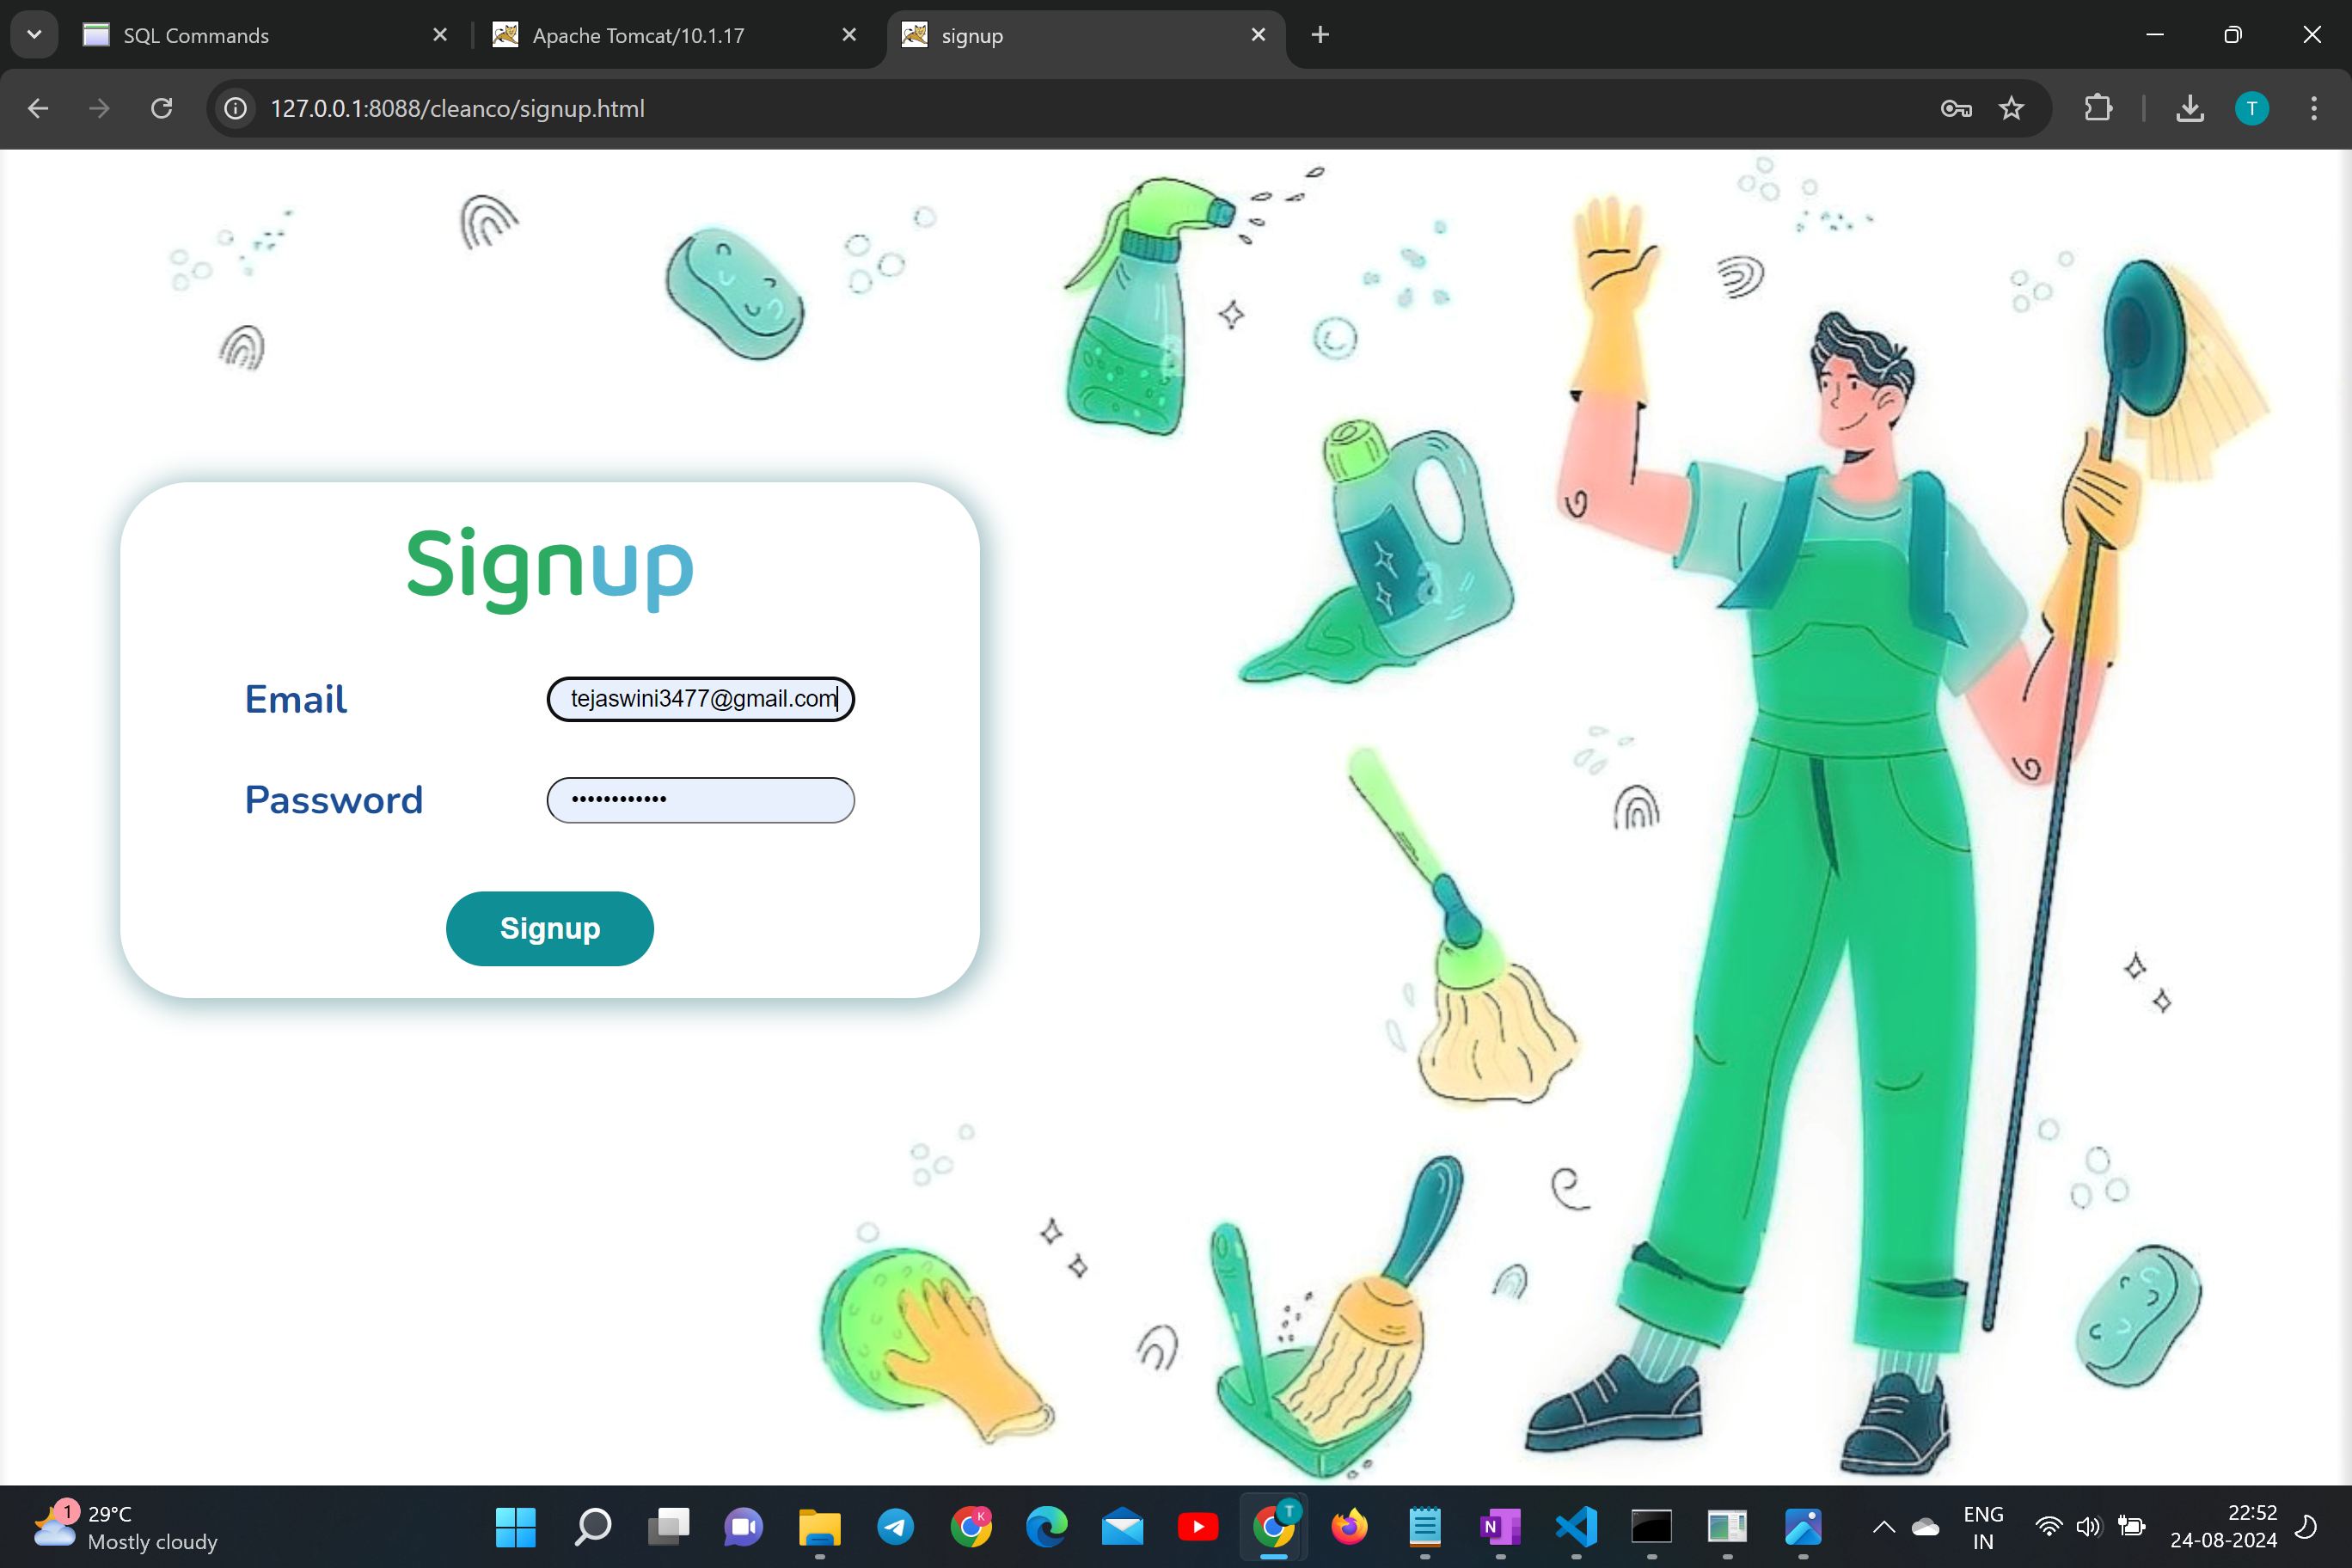 SQL Commands
Apache Tomcat/10.1.17
signup
127.0.0.1:8088/cleanco/signup.html
T
Signup
Email
tejaswini3477@gmail.com
Password
••••••••••••
Signup
1
29°C
Mostly cloudy
K
T
N
ENG
IN
22:52
24-08-2024